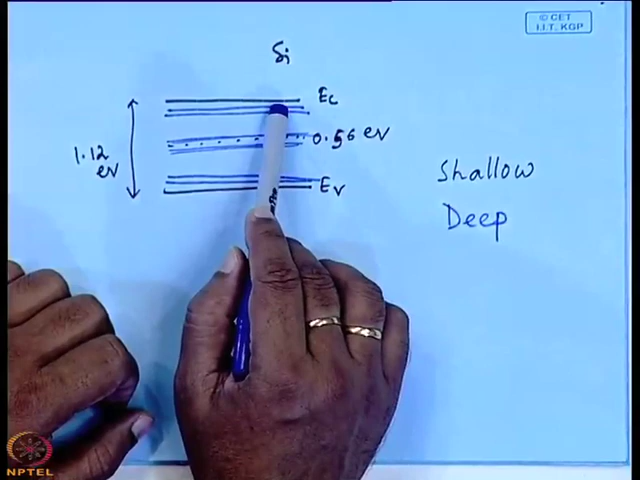 © CET
I.I.T. KGP
Si
Ec
0.56 eV
1.12
eV
Ev
Shallow
Deep
NPTEL